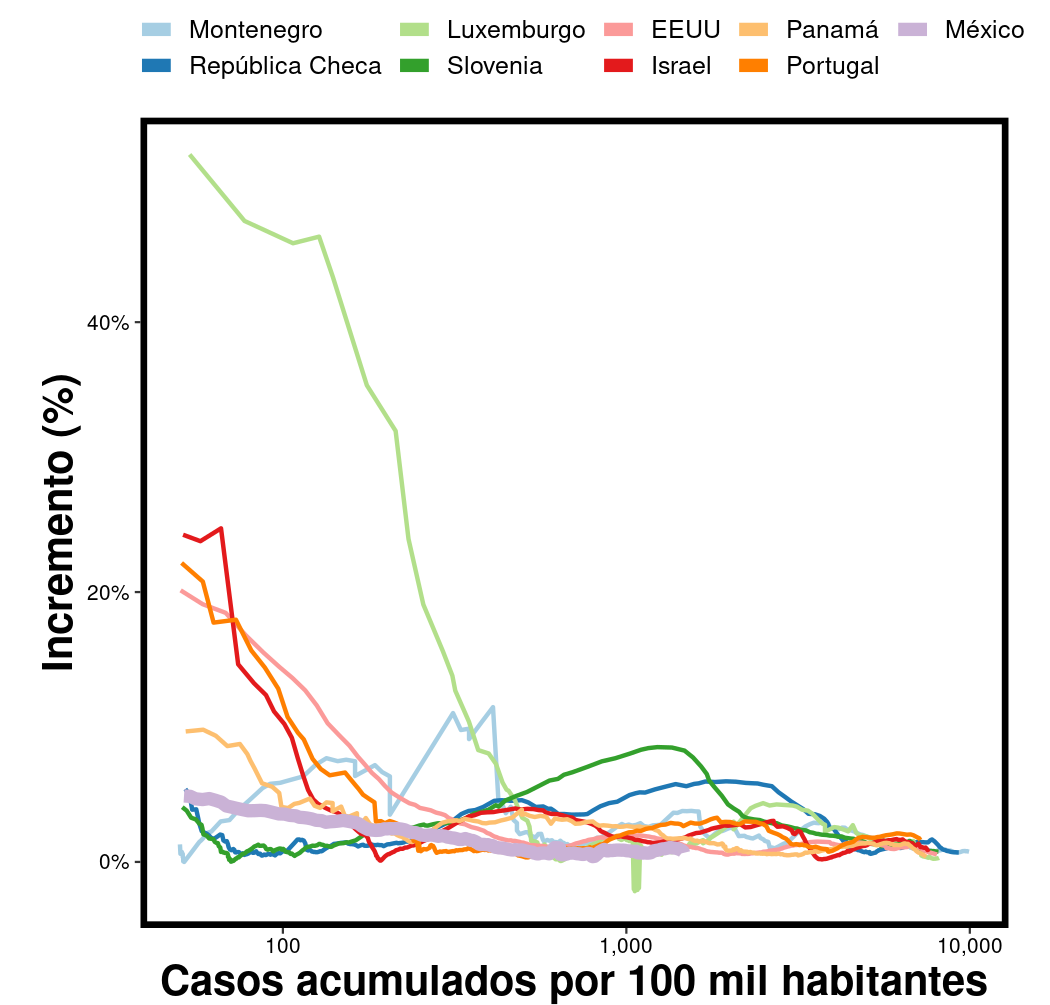 Montenegro Luxemburgo EEUU Panamá México
República Checa Slovenia Israel Portugal
Incremento (%)
40%
20%
0%
100 1,000 10,000
Casos acumulados por 100 mil habitantes